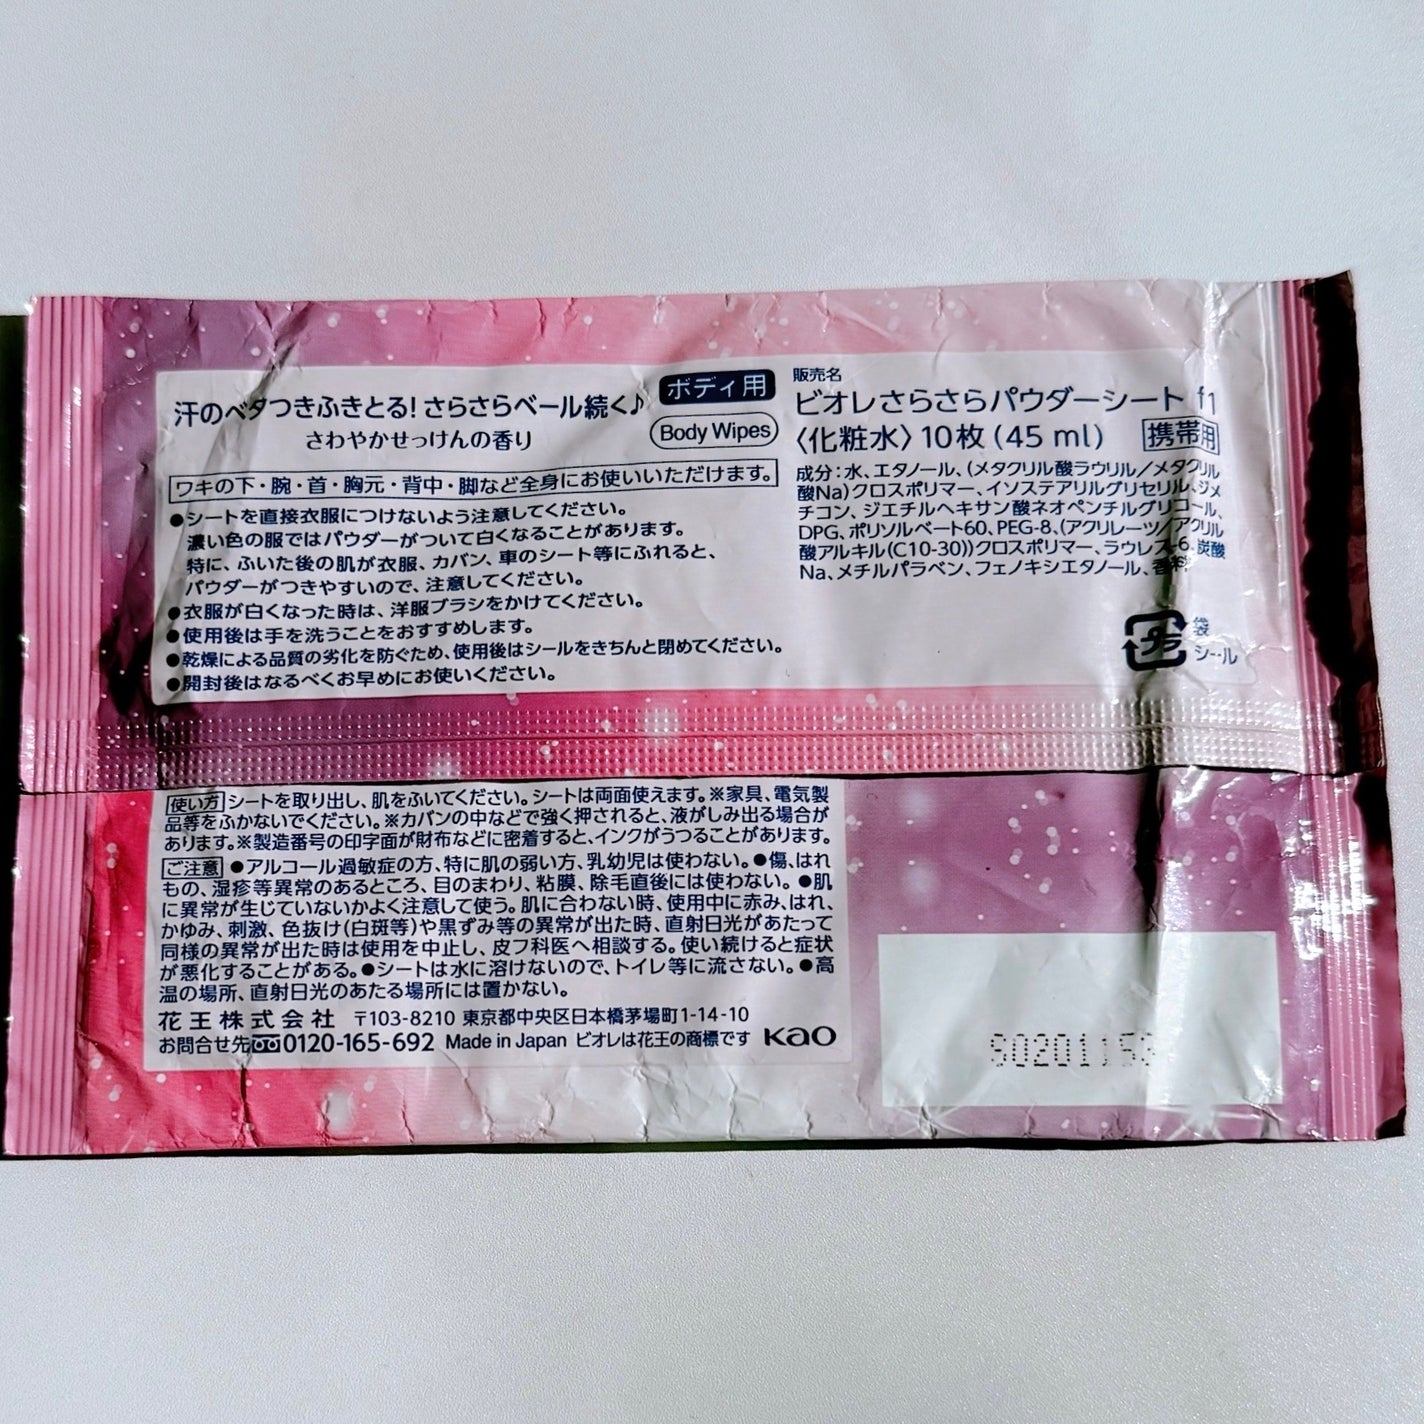 汗のベタつきふきとる!さらさらベール続く♪
さわやかせっけんの香り
ボディ用
Body Wipes
ワキの下・腕・首・胸元・背中・脚など全身にお使いいただけます。
●シートを直接衣服につけないよう注意してください。
濃い色の服ではパウダーがついて白くなることがあります。
特に、ふいた後の肌が衣服、カバン、車のシート等にふれると、
パウダーがつきやすいので、注意してください。
●衣服が白くなった時は、洋服ブラシをかけてください。
●使用後は手を洗うことをおすすめします。
●乾燥による品質の劣化を防ぐため、使用後はシールをきちんと閉めてください。
●開封後はなるべくお早めにお使いください。
販売名
ビオレさらさらパウダーシート f1
〈化粧水〉10枚(45 ml) 携帯用
成分:水、エタノール、(メタクリル酸ラウリル/メタクリル
酸Na)クロスポリマー、イソステアリルグリセリル、ジメ
チコン、ジエチルヘキサン酸ネオペンチルグリコール、
DPG、ポリソルベート60、PEG-8、(アクリレーツ/アクリル
酸アルキル(C10-30))クロスポリマー、ラウレス-6、炭酸
Na、メチルパラベン、フェノキシエタノール、香料
プラ
袋
シール
使い方 シートを取り出し、肌をふいてください。シートは両面使えます。※家具、電気製
品等をふかないでください。※カバンの中などで強く押されると、液がしみ出る場合が
あります。※製造番号の印字面が財布などに密着すると、インクがうつることがあります。
ご注意 ●アルコール過敏症の方、特に肌の弱い方、乳幼児は使わない。●傷、はれ
もの、湿疹等異常のあるところ、目のまわり、粘膜、除毛直後には使わない。●肌
に異常が生じていないかよく注意して使う。肌に合わない時、使用中に赤み、はれ、
かゆみ、刺激、色抜け(白斑等)や黒ずみ等の異常が出た時、直射日光があたって
同様の異常が出た時は使用を中止し、皮フ科医へ相談する。使い続けると症状
が悪化することがある。●シートは水に溶けないので、トイレ等に流さない。●高
温の場所、直射日光のあたる場所には置かない。
花王株式会社 〒103-8210 東京都中央区日本橋茅場町1-14-10
お問合せ先 0120-165-692 Made in Japan ビオレは花王の商標です Kao